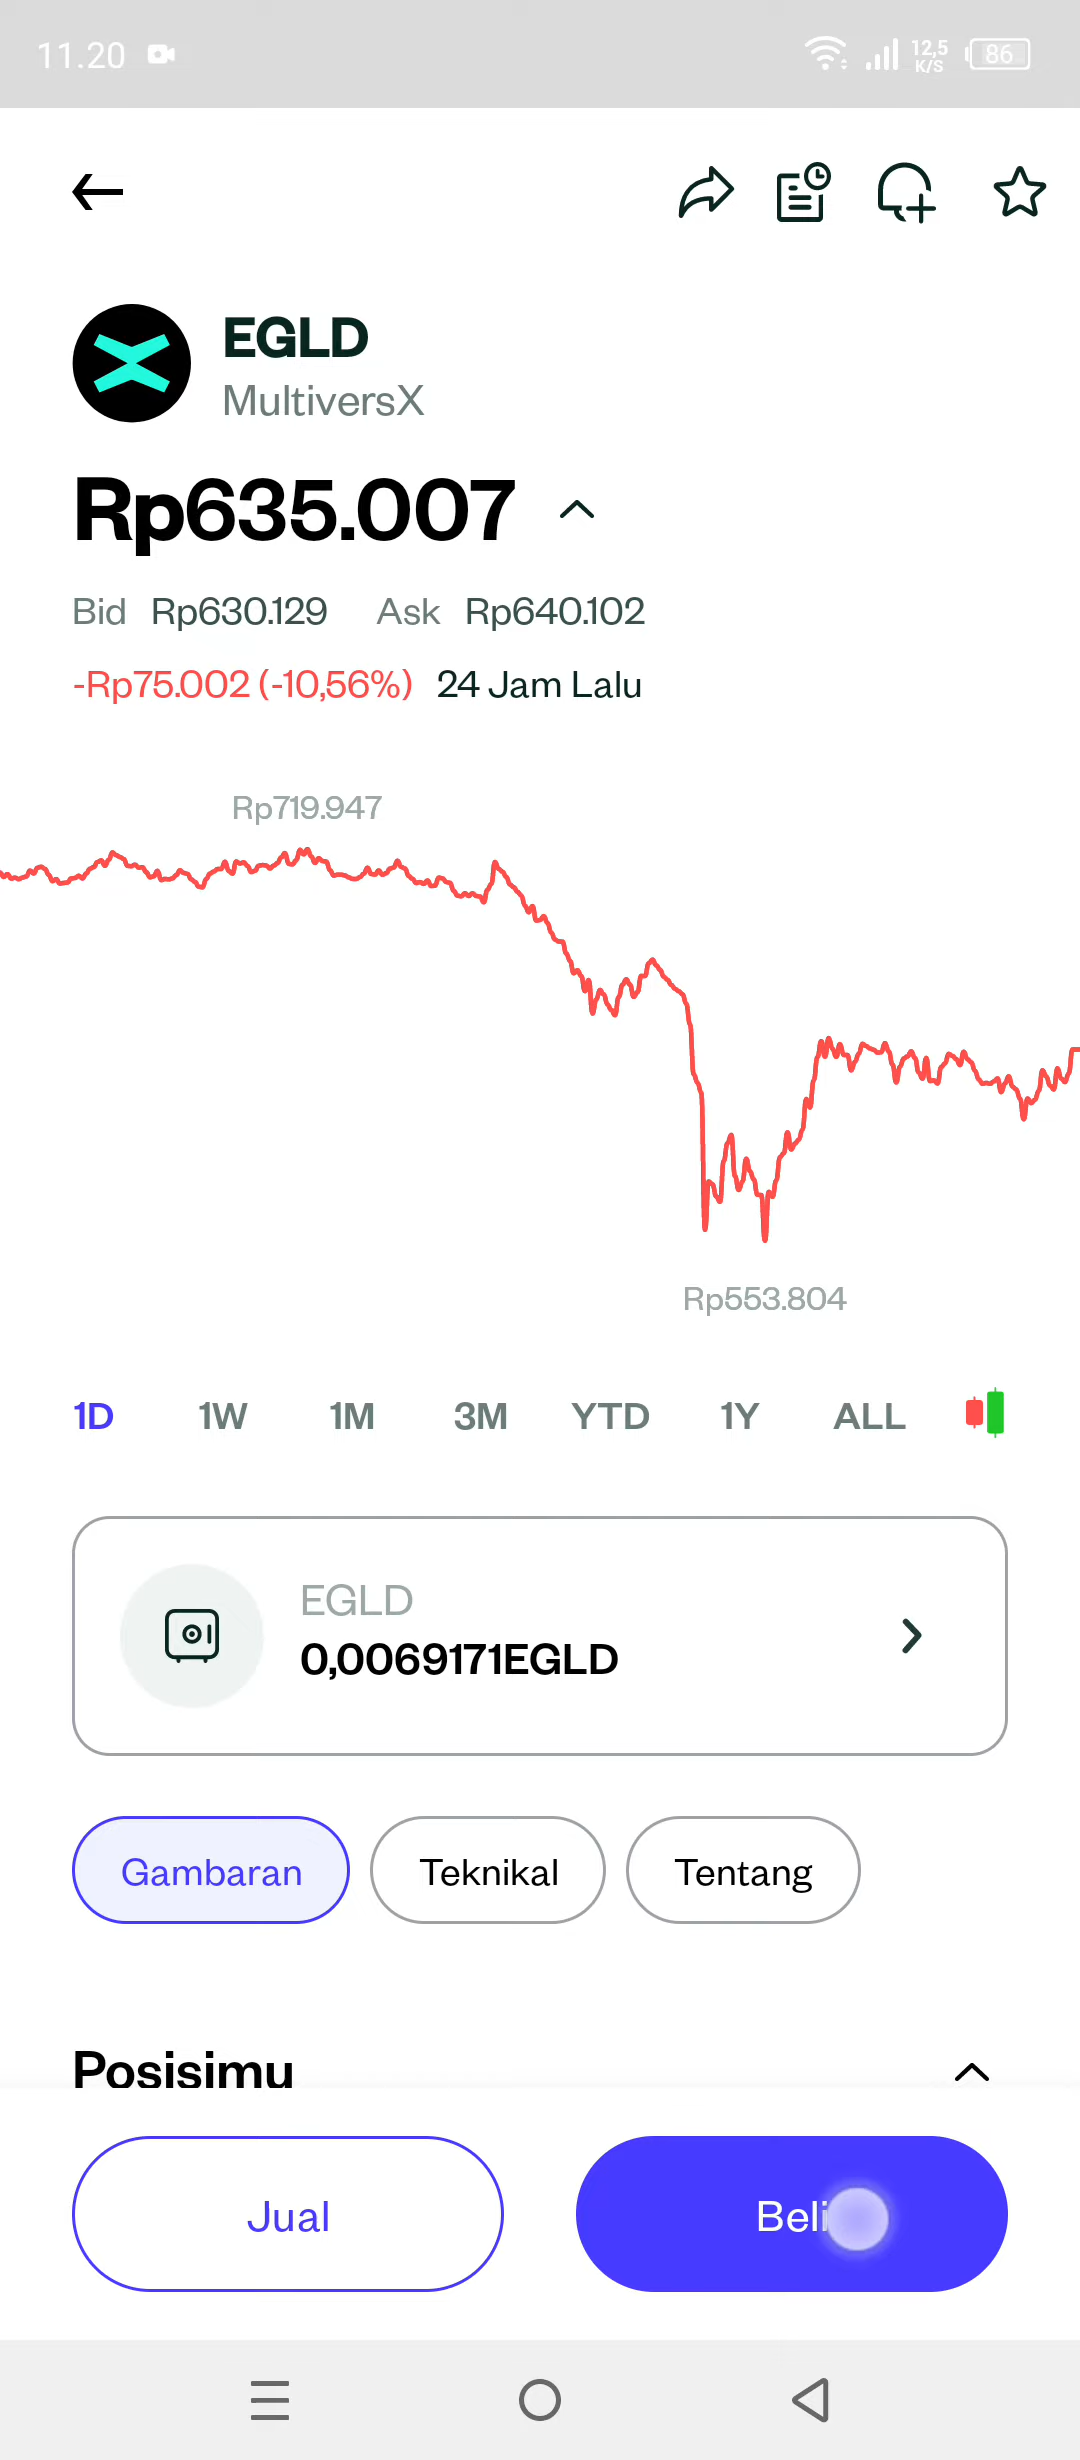 11.20
12,5
K/S
86
EGLD
MultiversX
Rp635.007
Bid Rp630.129 Ask Rp640.102
-Rp75.002 (-10,56%) 24 Jam Lalu
Rp719.947
Rp553.804
1D 1W 1M 3M YTD 1Y ALL
EGLD
0,0069171EGLD
Gambaran Teknikal Tentang
Posisimu
Jual Beli